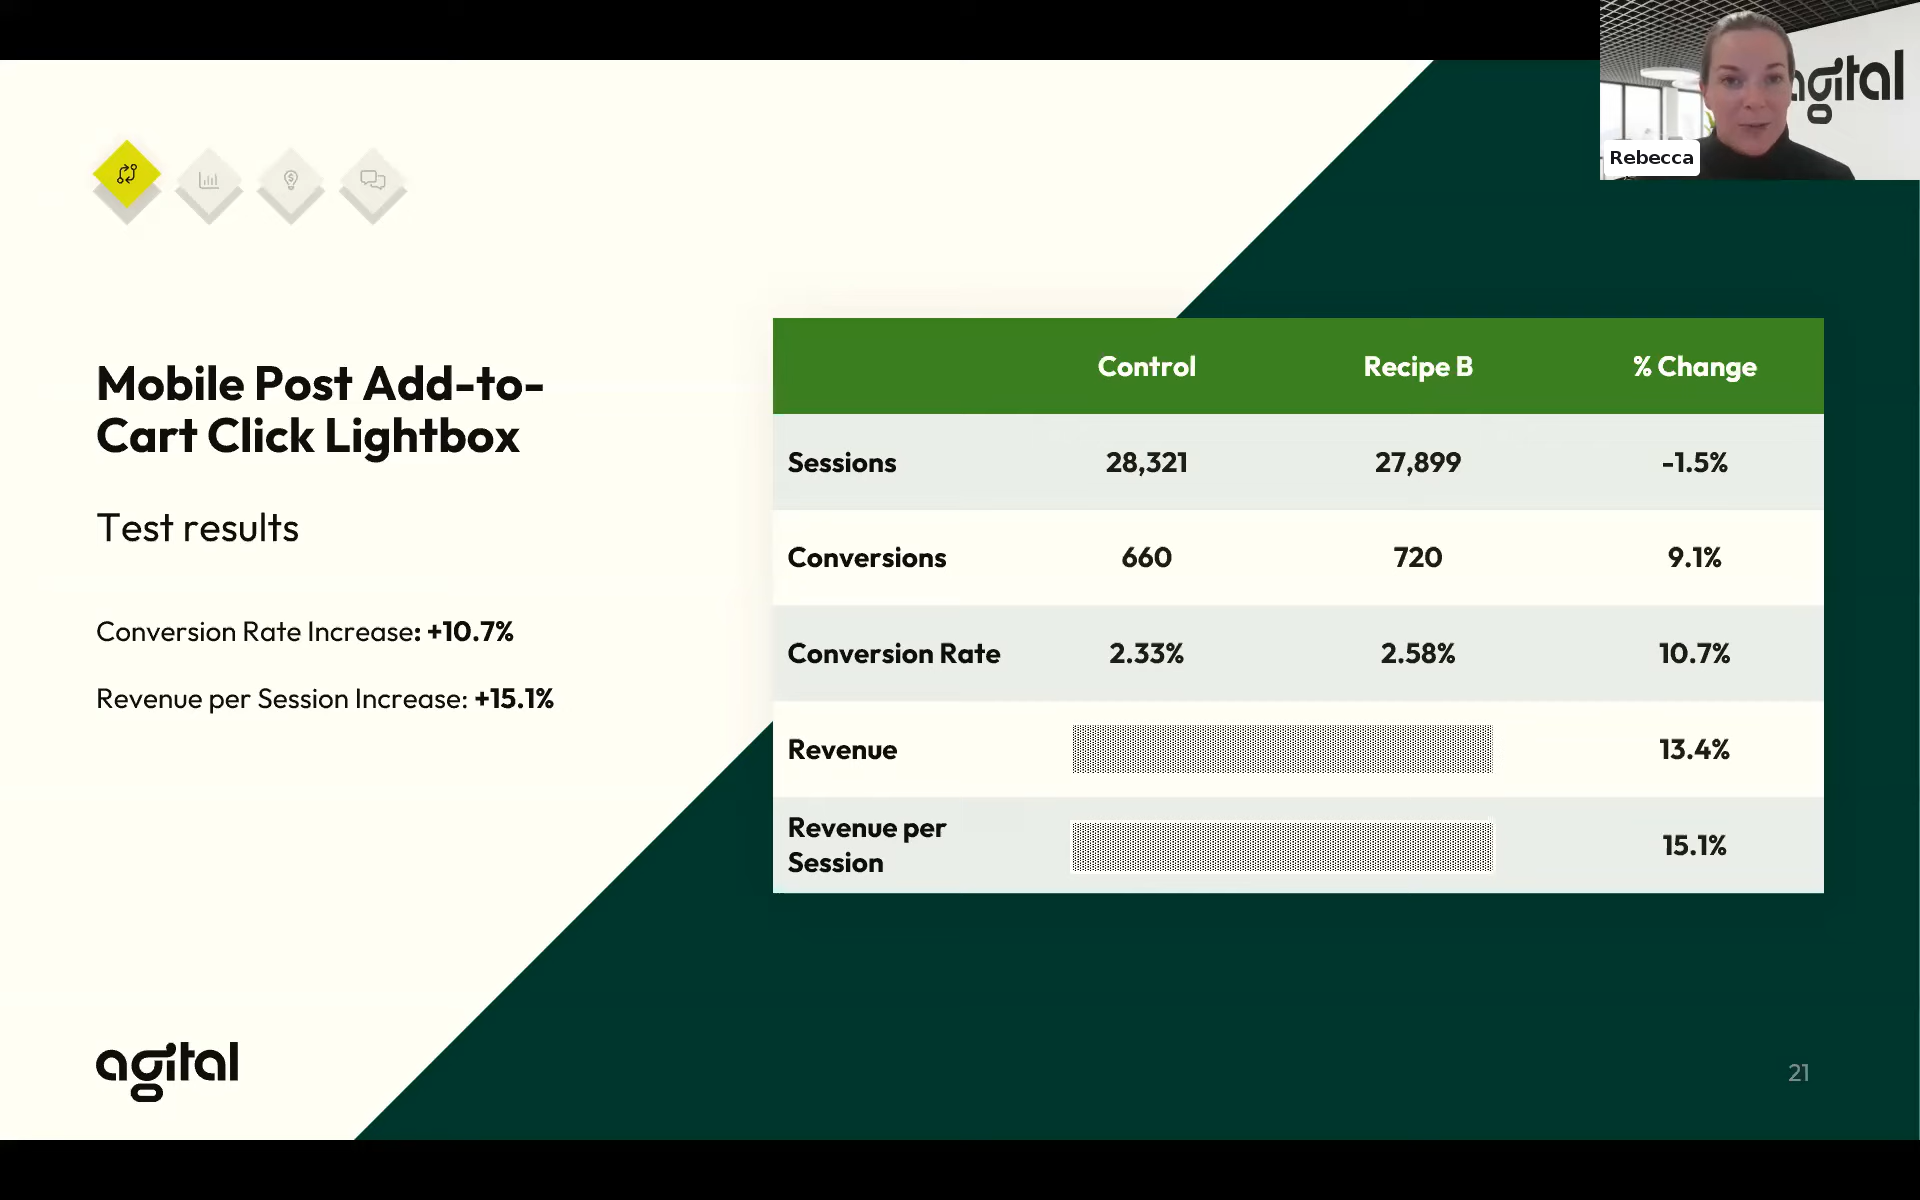 agital
Rebecca
Mobile Post Add-to-
Cart Click Lightbox
Test results
Conversion Rate Increase: +10.7%
Revenue per Session Increase: +15.1%
Control Recipe B % Change
Sessions 28,321 27,899 -1.5%
Conversions 660 720 9.1%
Conversion Rate 2.33% 2.58% 10.7%
Revenue 13.4%
Revenue per
Session 15.1%
agital
21